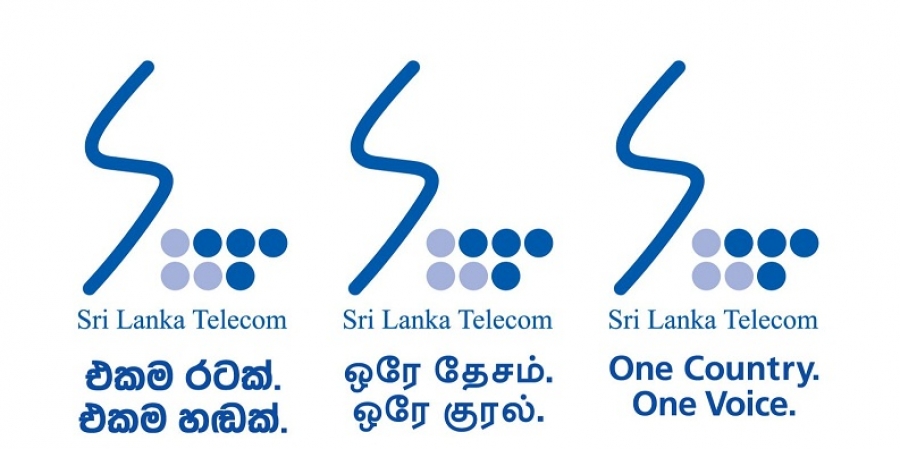 Sri Lanka Telecom
එකම රටක්.
එකම හඬක්.
Sri Lanka Telecom
ஒரே தேசம்.
ஒரே குரல்.
Sri Lanka Telecom
One Country.
One Voice.